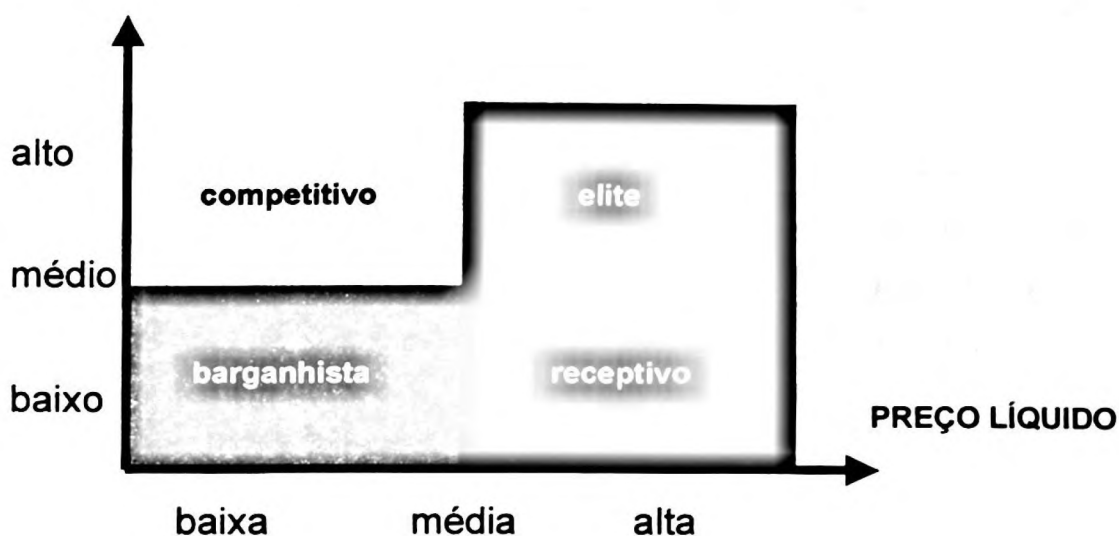 alto
competitivo
elite
médio
barganhista
receptivo
baixo
PREÇO LÍQUIDO
baixa
média
alta